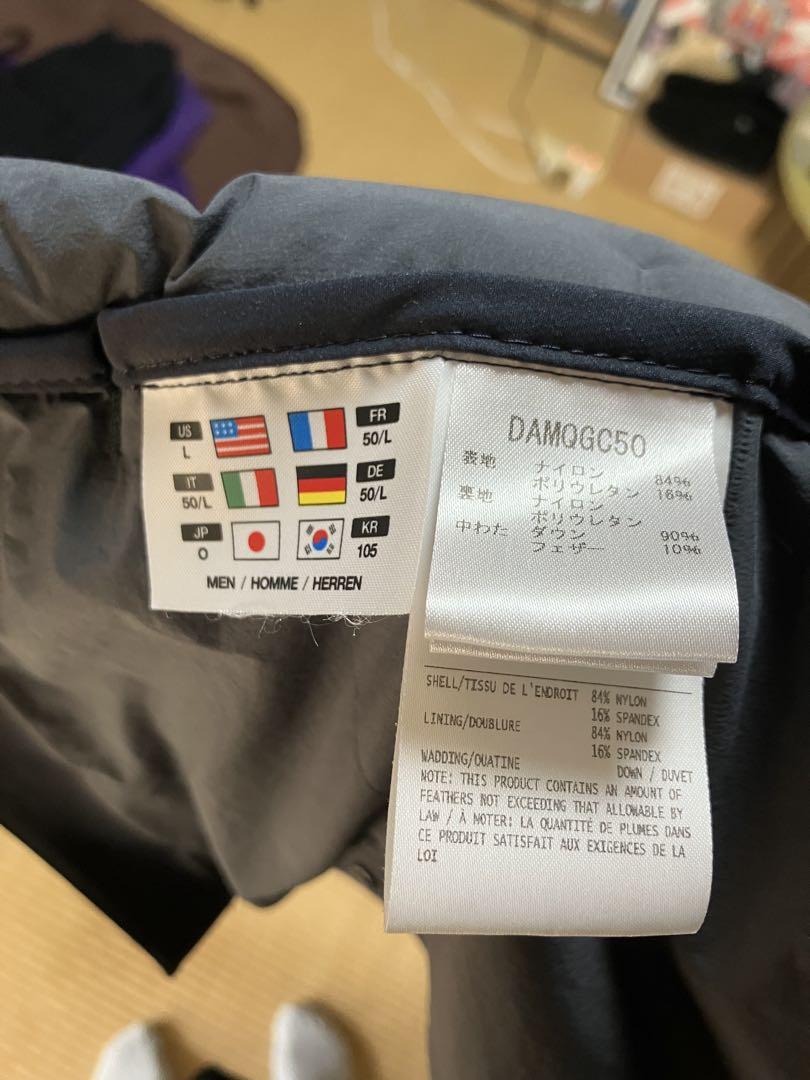 US
L
FR
50/L
IT
50/L
DE
50/L
JP
O
KR
105
MEN / HOMME / HERREN
DAMQGC50
表地 ナイロン 84%
ポリウレタン 16%
裏地 ナイロン
ポリウレタン
中わた ダウン 90%
フェザー 10%
SHELL/TISSU DE L'ENDROIT 84% NYLON
16% SPANDEX
LINING/DOUBLURE 84% NYLON
16% SPANDEX
WADDING/OUATINE
DOWN / DUVET
NOTE: THIS PRODUCT CONTAINS AN AMOUNT OF
FEATHERS NOT EXCEEDING THAT ALLOWABLE BY
LAW / À NOTER: LA QUANTITÉ DE PLUMES DANS
CE PRODUIT SATISFAIT AUX EXIGENCES DE LA
LOI